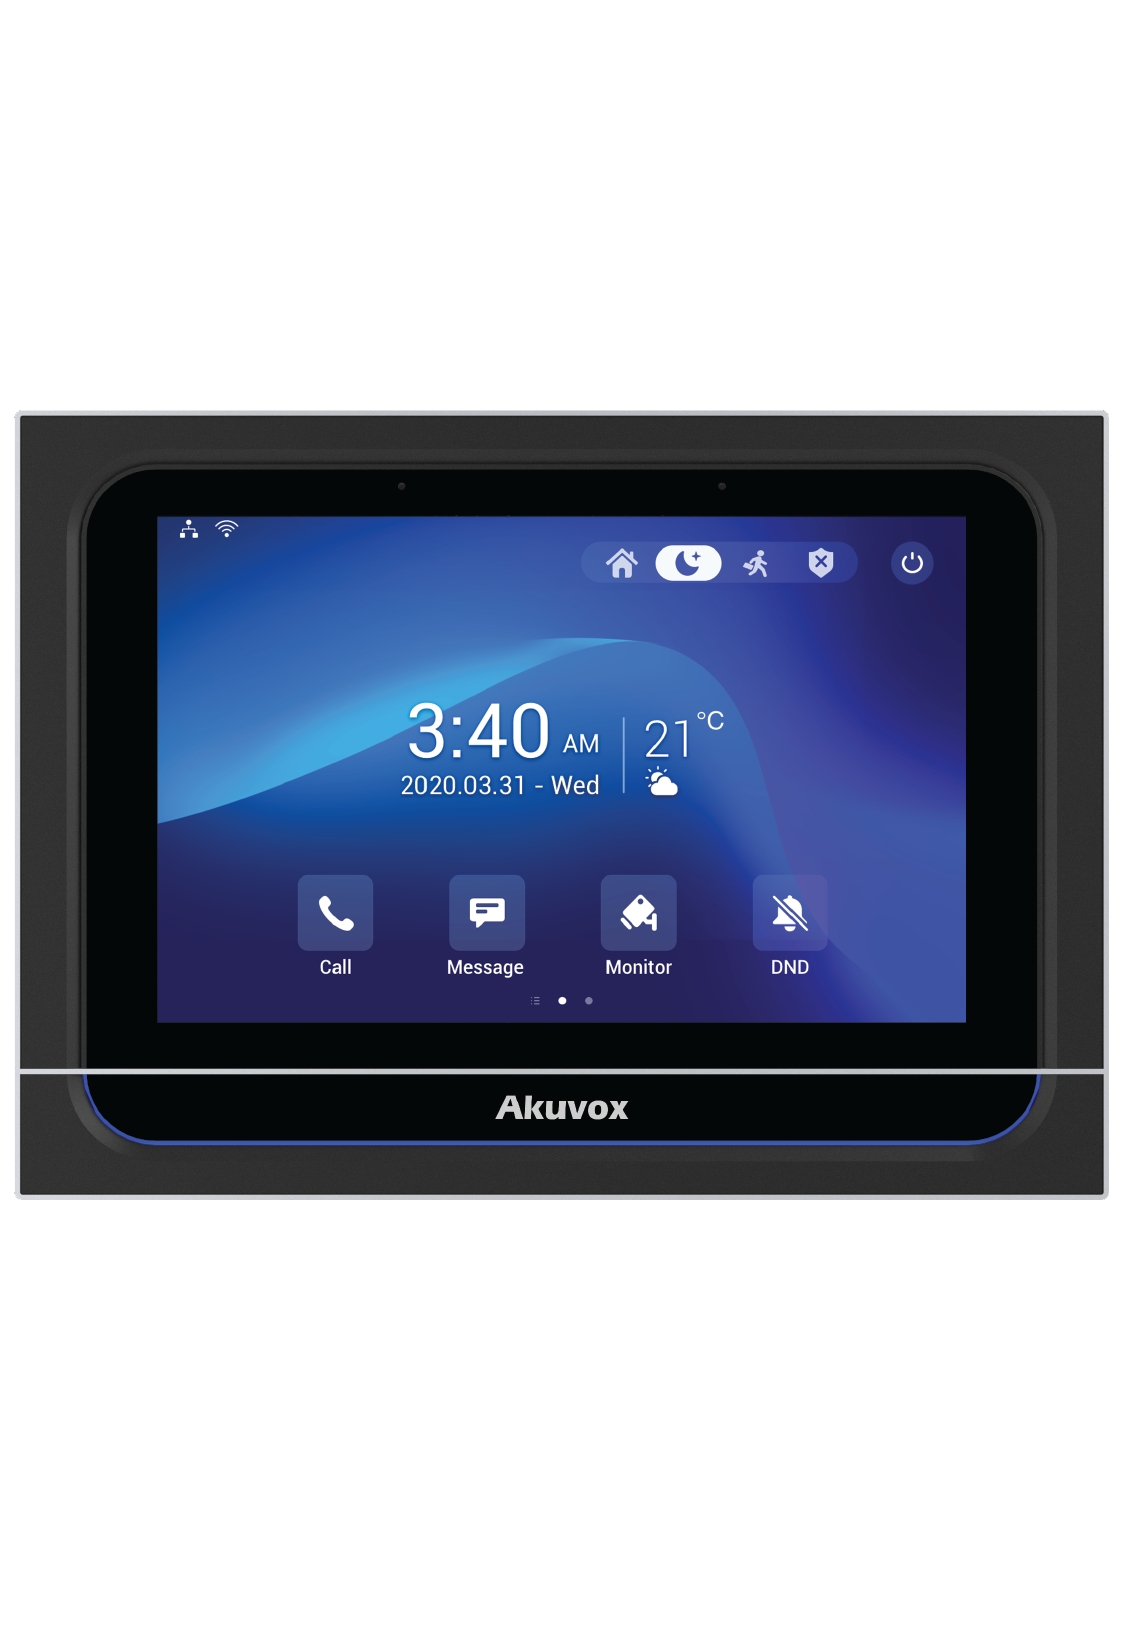 3:40 AM
21°C
2020.03.31 - Wed
Call
Message
Monitor
DND
Akuvox